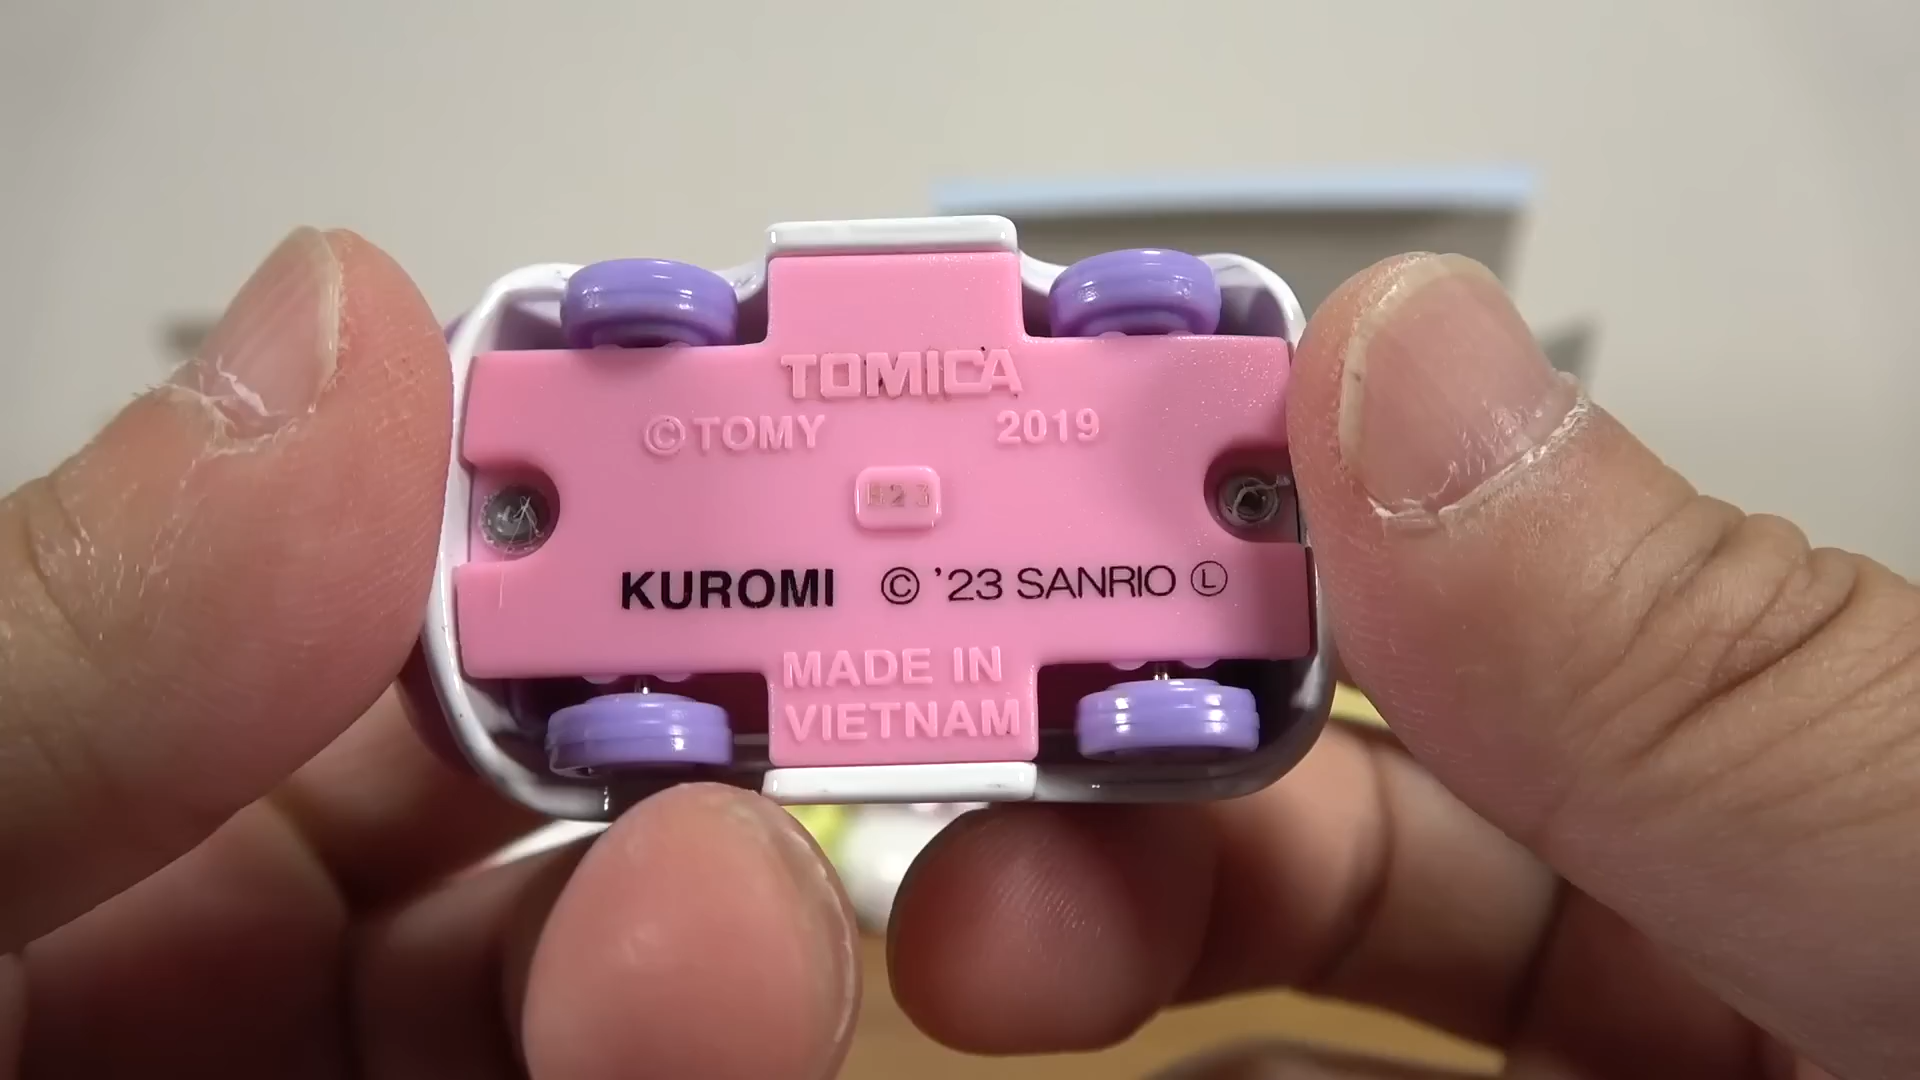 TOMICA
©TOMY 2019
KUROMI © '23 SANRIO Ⓛ
MADE IN
VIETNAM